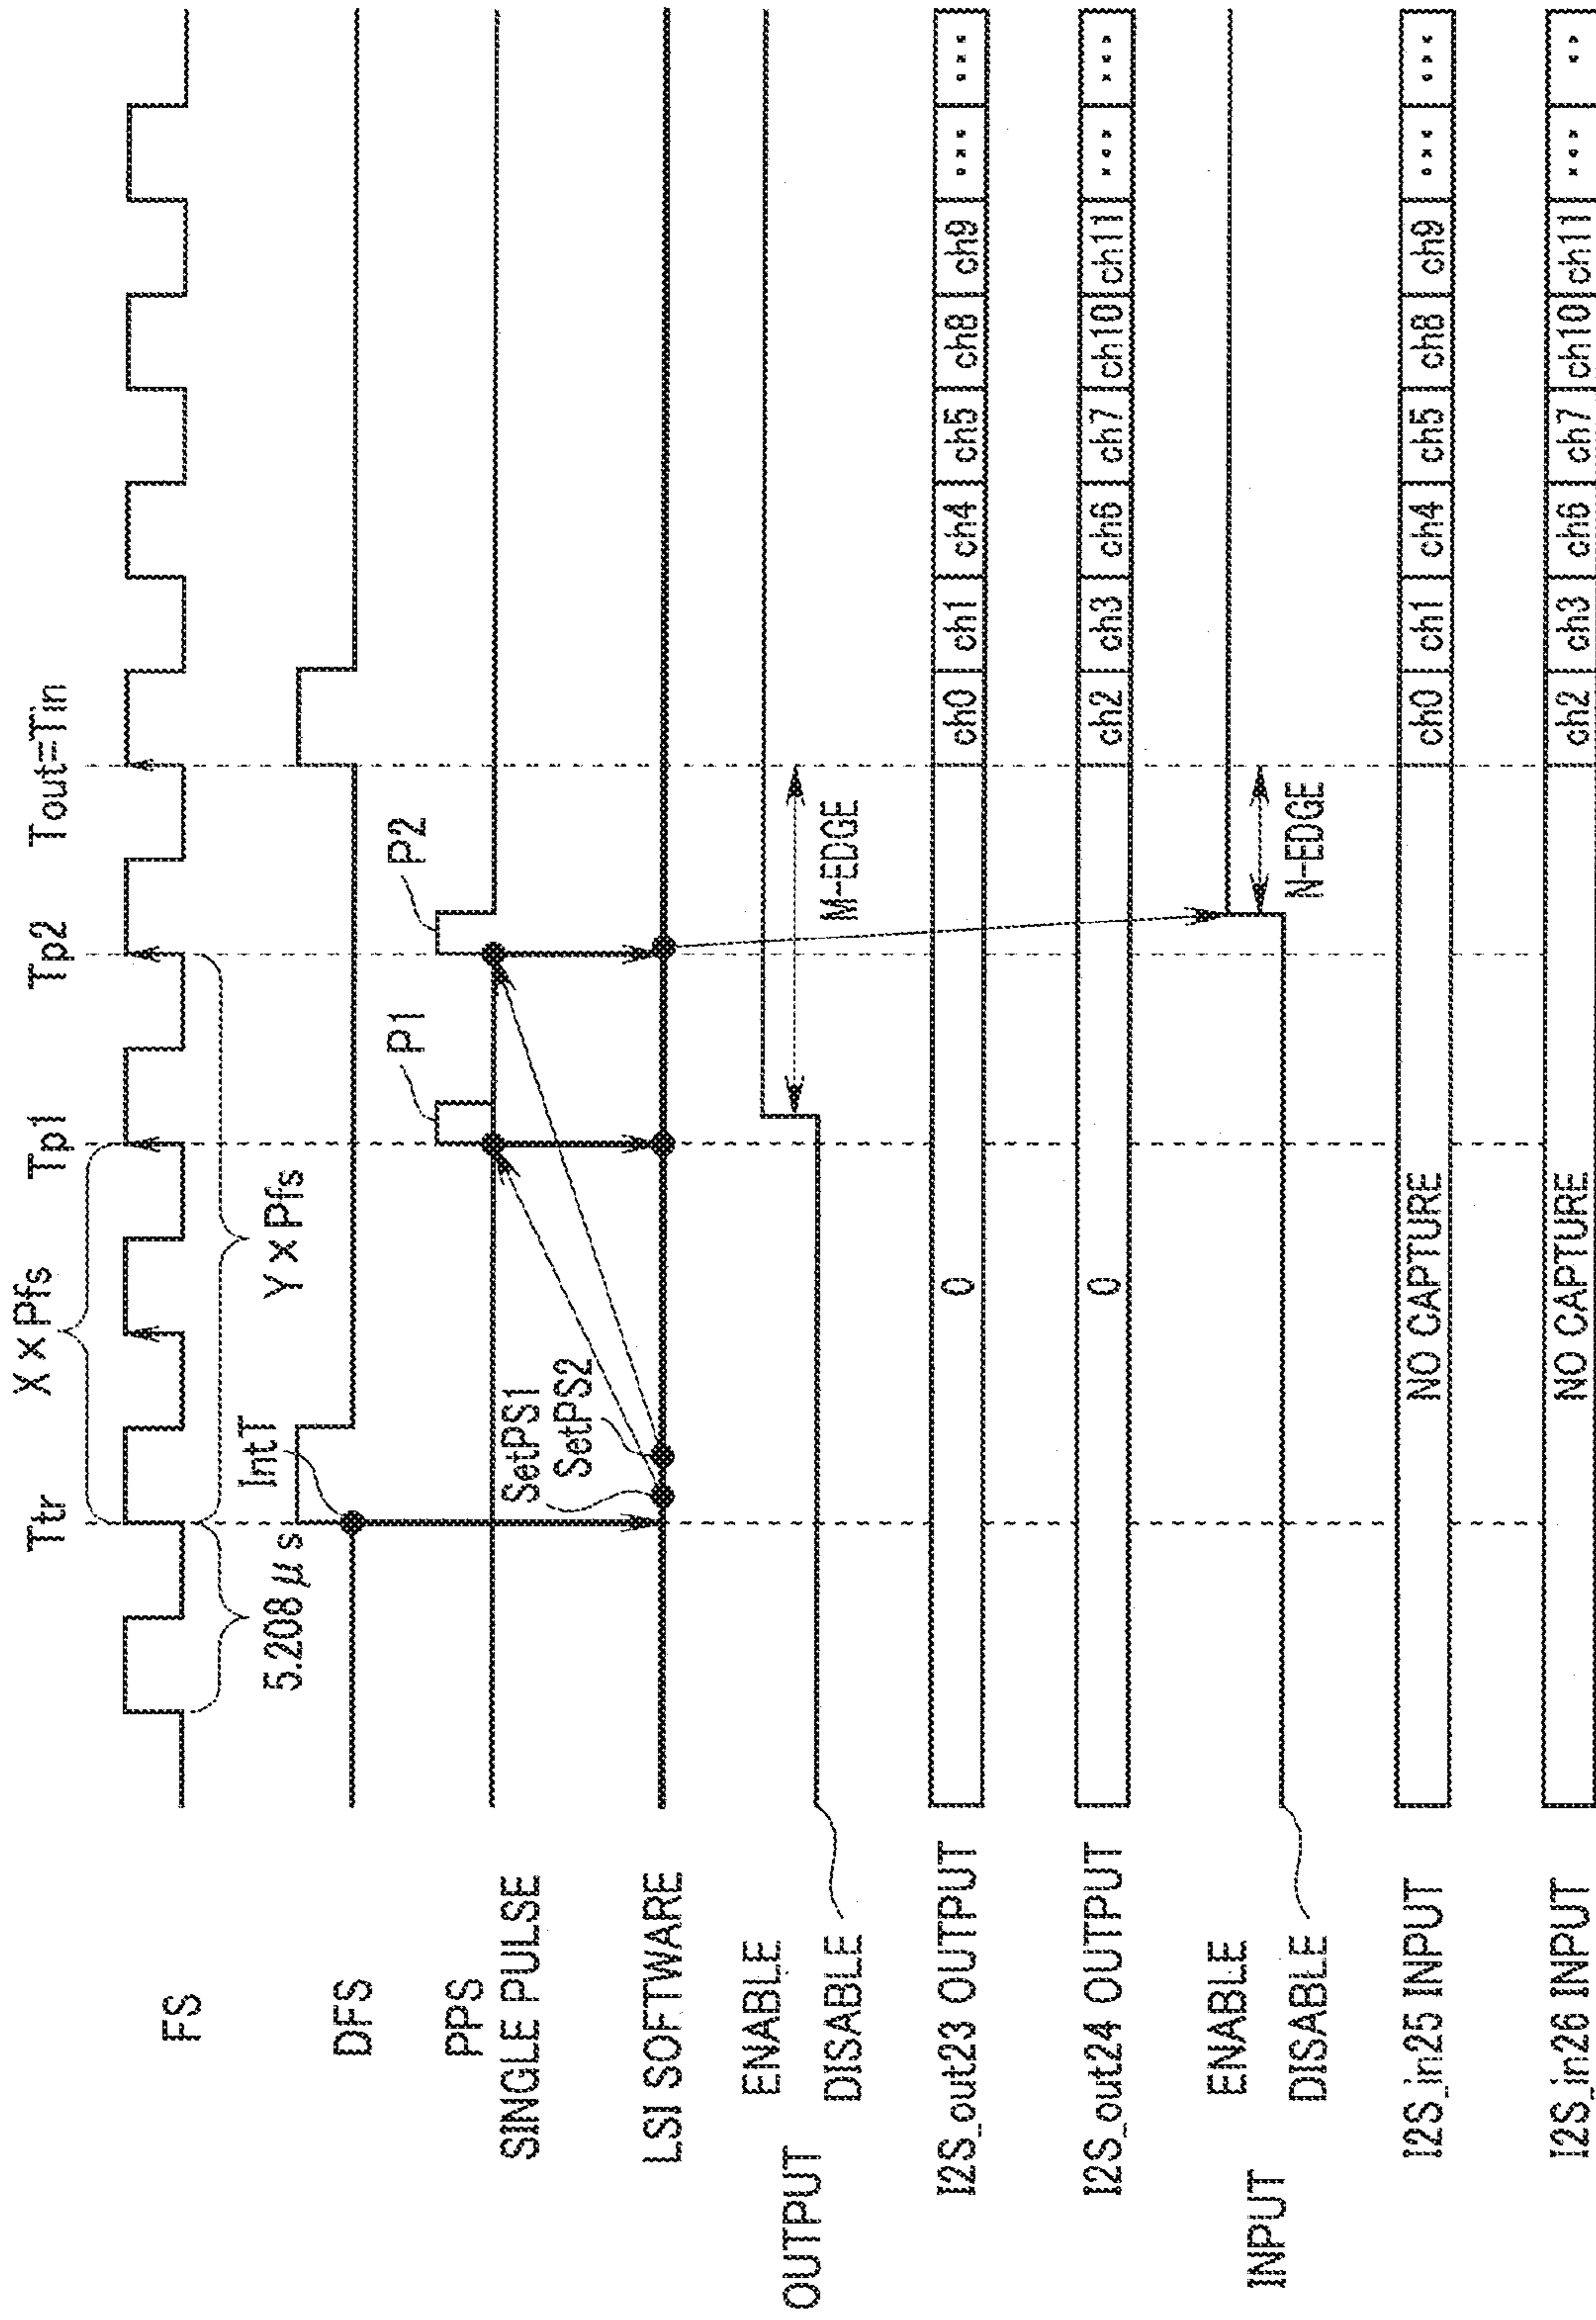 Ttr
X × Pfs
Tp1
Tp2
Tout=Tin
FS
5.208 μ s
Y × Pfs
DFS
IntT
PPS
SINGLE PULSE
P1
P2
SetPS1
SetPS2
LSI SOFTWARE
OUTPUT
ENABLE
DISABLE
M-EDGE
I2S_out23 OUTPUT
0
ch0 ch1 ch4 ch5 ch8 ch9 ... ...
I2S_out24 OUTPUT
0
ch2 ch3 ch6 ch7 ch10 ch11 ... ...
INPUT
ENABLE
DISABLE
N-EDGE
I2S_in25 INPUT
NO CAPTURE
ch0 ch1 ch4 ch5 ch8 ch9 ... ...
I2S_in26 INPUT
NO CAPTURE
ch2 ch3 ch6 ch7 ch10 ch11 ... ...